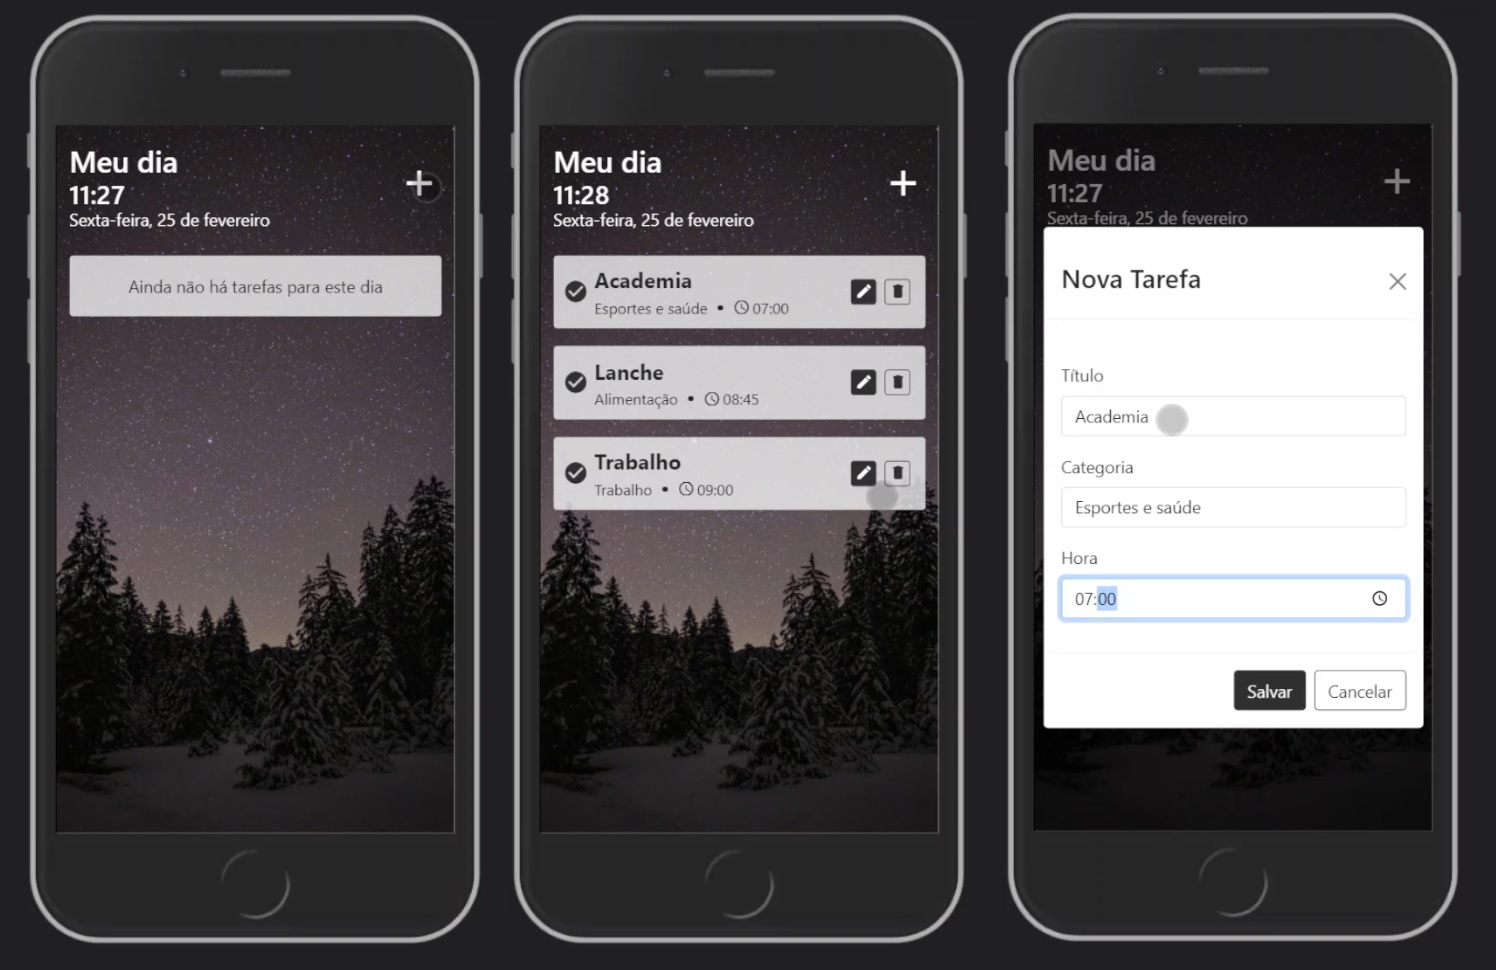 Meu dia
11:27
Sexta-feira, 25 de fevereiro
Ainda não há tarefas para este dia
Meu dia
11:28
Sexta-feira, 25 de fevereiro
Academia
Esportes e saúde • 07:00
Lanche
Alimentação • 08:45
Trabalho
Trabalho • 09:00
Meu dia
11:27
Sexta-feira, 25 de fevereiro
Nova Tarefa
Título
Academia
Categoria
Esportes e saúde
Hora
07:00
Salvar Cancelar